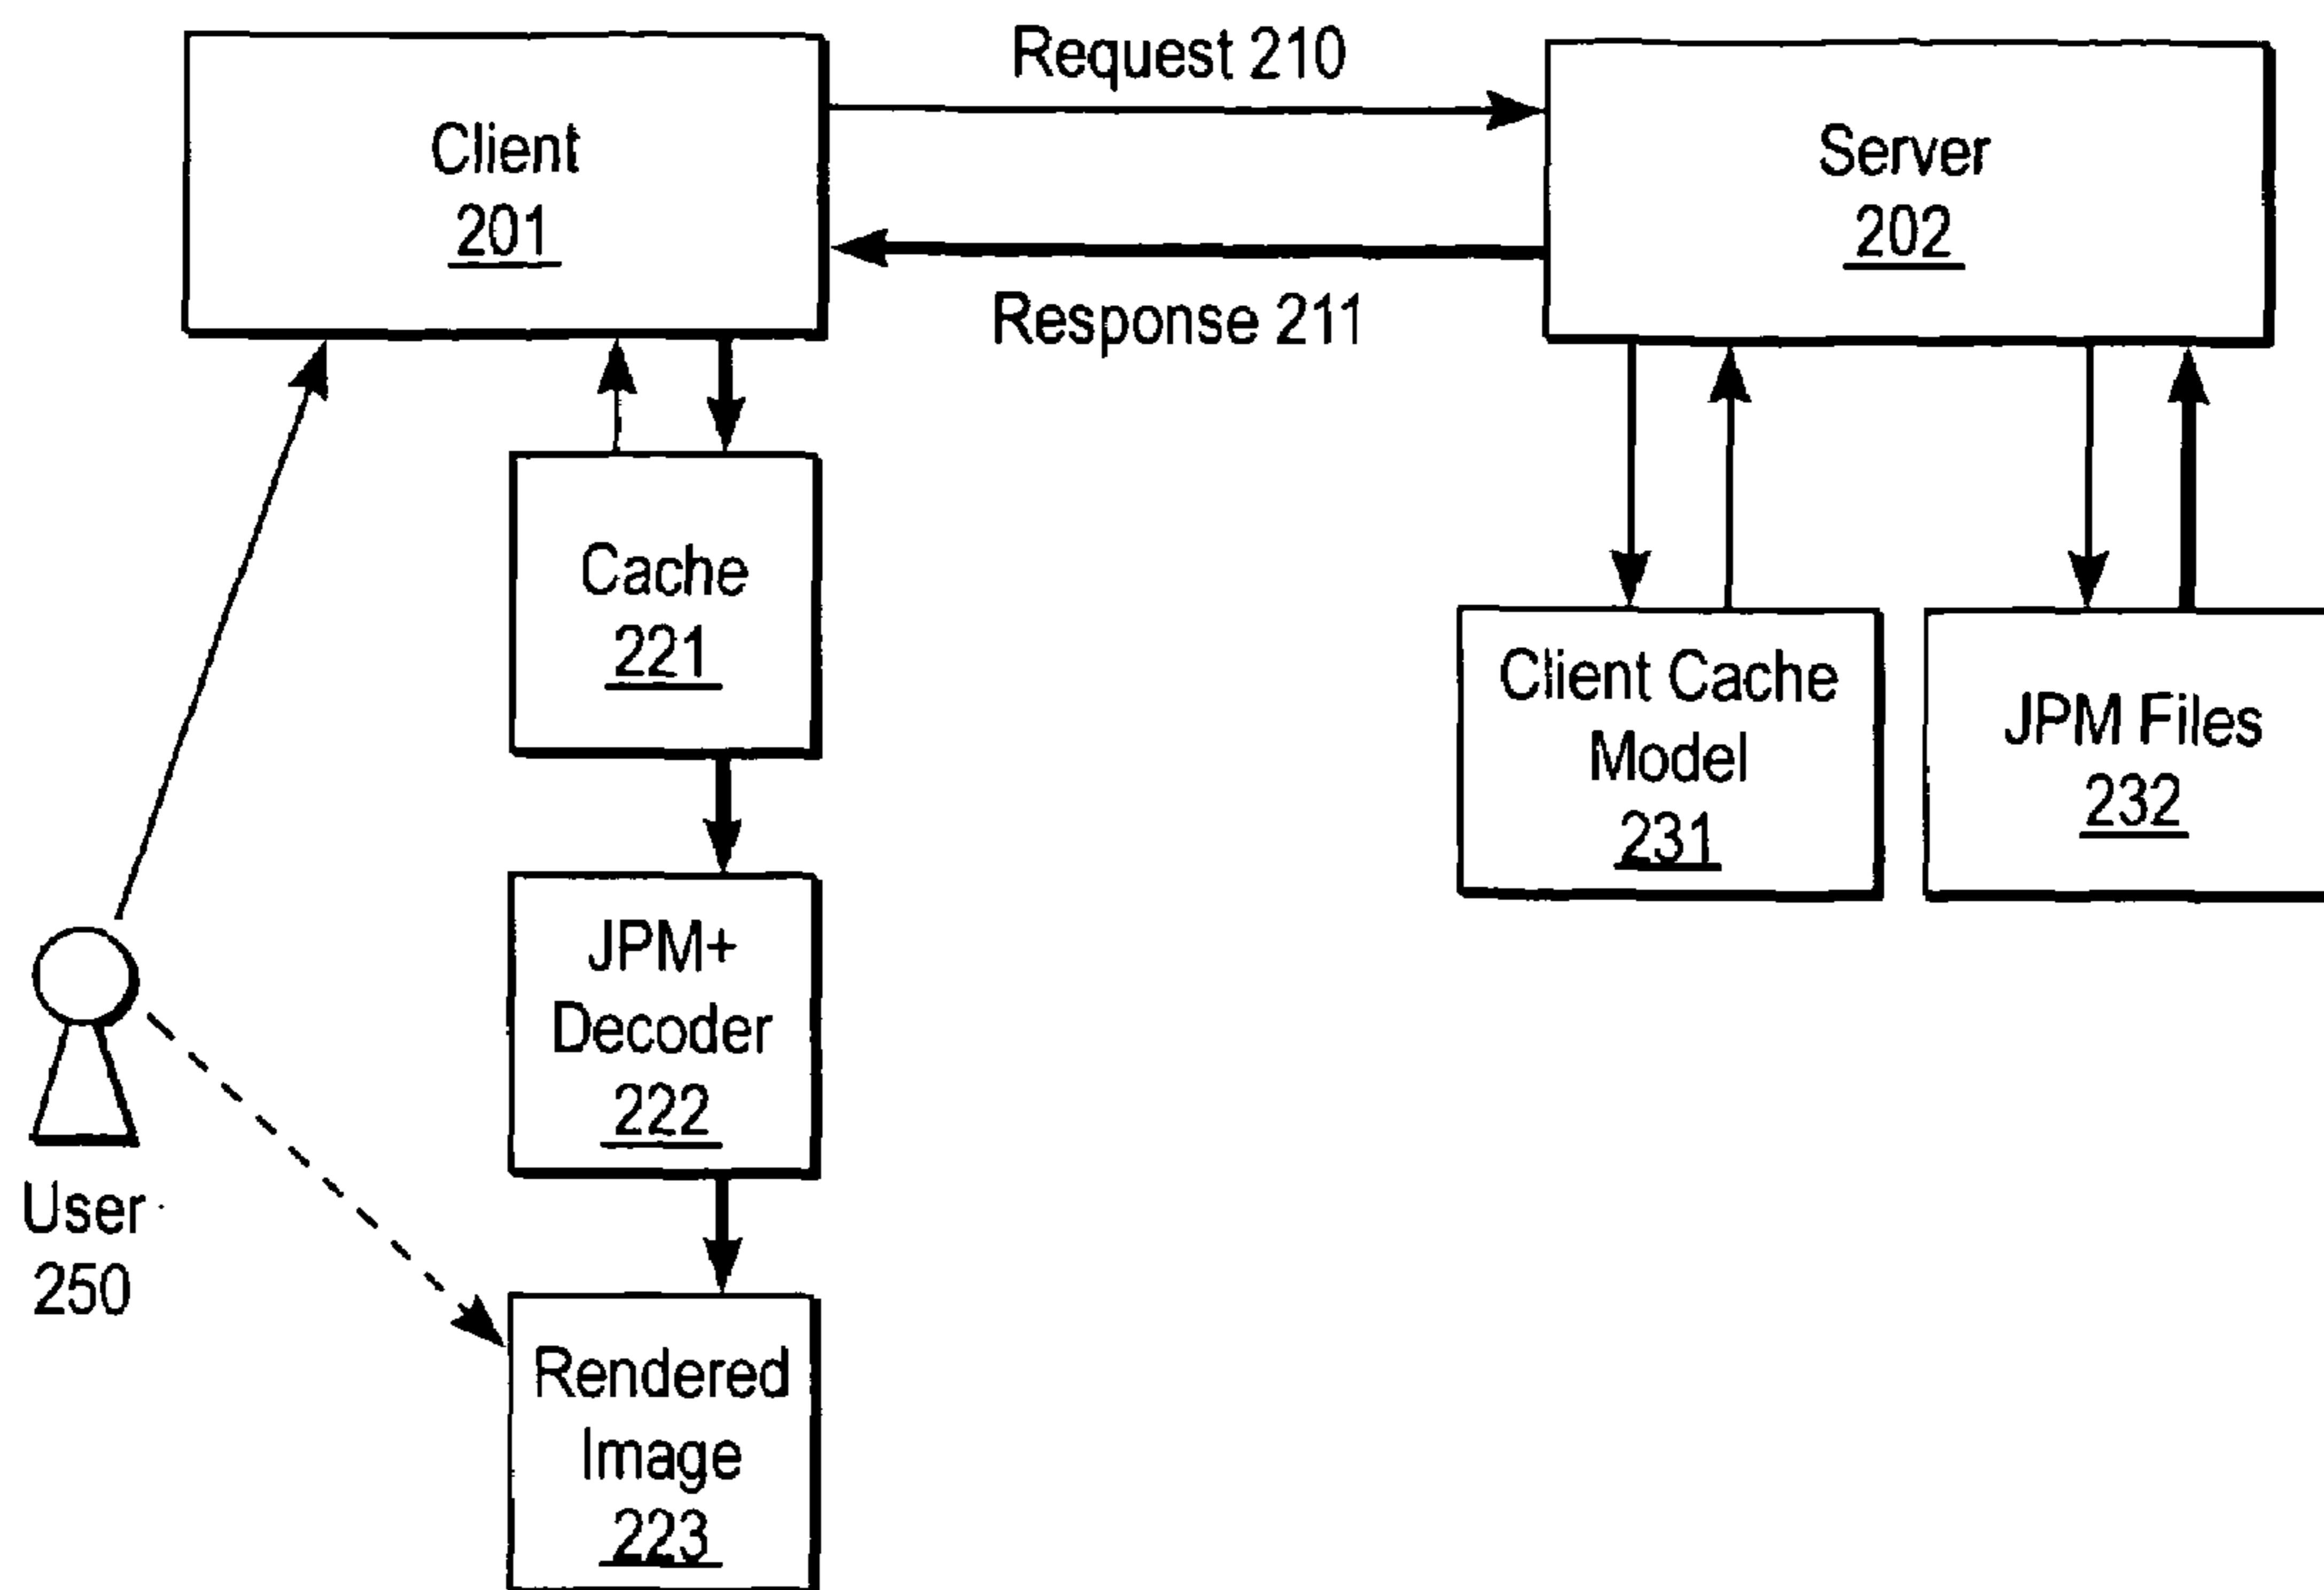 Request 210
Client
201
Server
202
Response 211
Cache
221
Client Cache
Model
231
JPM Files
232
JPM+
Decoder
222
User
250
Rendered
Image
223